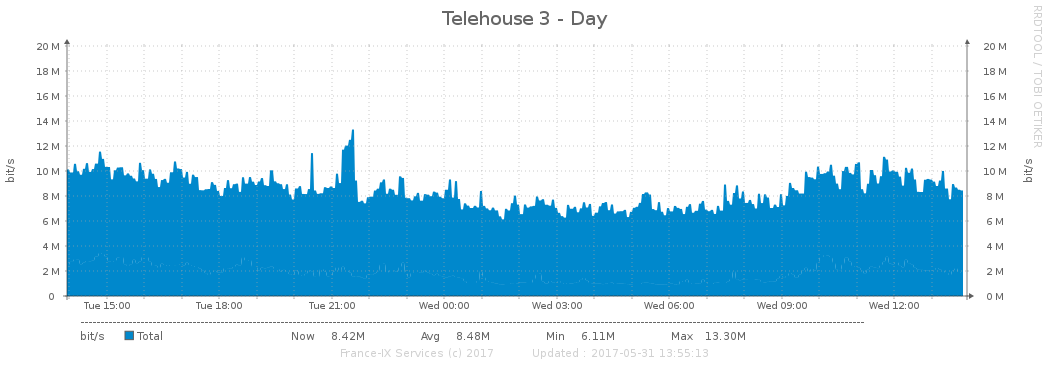 Telehouse 3 - Day
RRDTOOL / TOBI OETIKER
bit/s
20 M 20 M
18 M 18 M
16 M 16 M
14 M 14 M
12 M 12 M
10 M 10 M
8 M 8 M
6 M 6 M
4 M 4 M
2 M 2 M
0 0 M
bit/s
Tue 15:00 Tue 18:00 Tue 21:00 Wed 00:00 Wed 03:00 Wed 06:00 Wed 09:00 Wed 12:00
bit/s Total Now 8.42M Avg 8.48M Min 6.11M Max 13.30M
France-IX Services (c) 2017 Updated : 2017-05-31 13:55:13